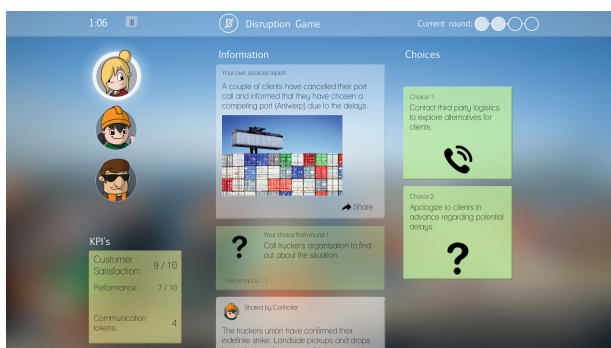 1:06
Disruption Game
Current round:
Information
Choices
Your own sources report
A couple of clients have cancelled their port
call and informed that they have chosen a
competing port (Antwerp) due to the delays.
Share
Choice 1:
Contact third party logistics
to explore alternatives for
clients.
Choice 2:
Apologize to clients in
advance regarding potential
delays.
?
KPI's
Customer
Satisfaction: 9 / 10
Performance: 7 / 10
Communication
tokens: 4
?
Your choice from round 1
Call trucker's organisation to find
out about the situation.
Performance: -1
Shared by Controller
The truckers union have confirmed their
indefinite strike. Landside pickups and drops